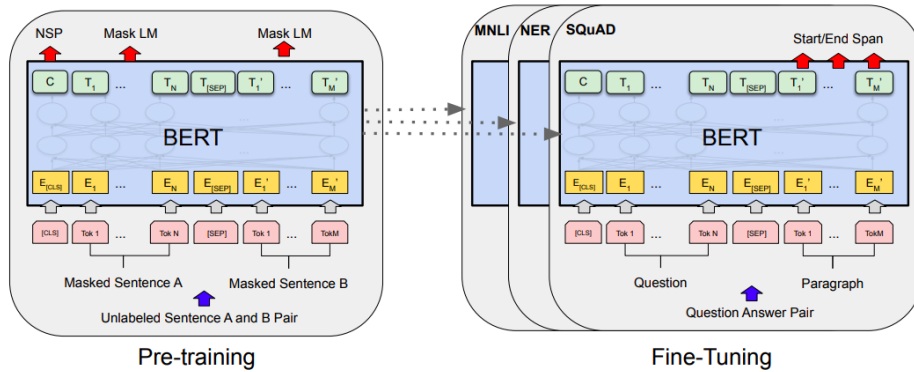 NSP Mask LM Mask LM
C T1 ... TN T[SEP] T1' ... TM'
BERT
E[CLS] E1 ... EN E[SEP] E1' ... EM'
[CLS] Tok 1 ... Tok N [SEP] Tok 1 ... TokM
Masked Sentence A Masked Sentence B
Unlabeled Sentence A and B Pair
Pre-training
MNLI NER SQuAD
Start/End Span
C T1 ... TN T[SEP] T1' ... TM'
BERT
E[CLS] E1 ... EN E[SEP] E1' ... EM'
[CLS] Tok 1 ... Tok N [SEP] Tok 1 ... TokM
Question Paragraph
Question Answer Pair
Fine-Tuning